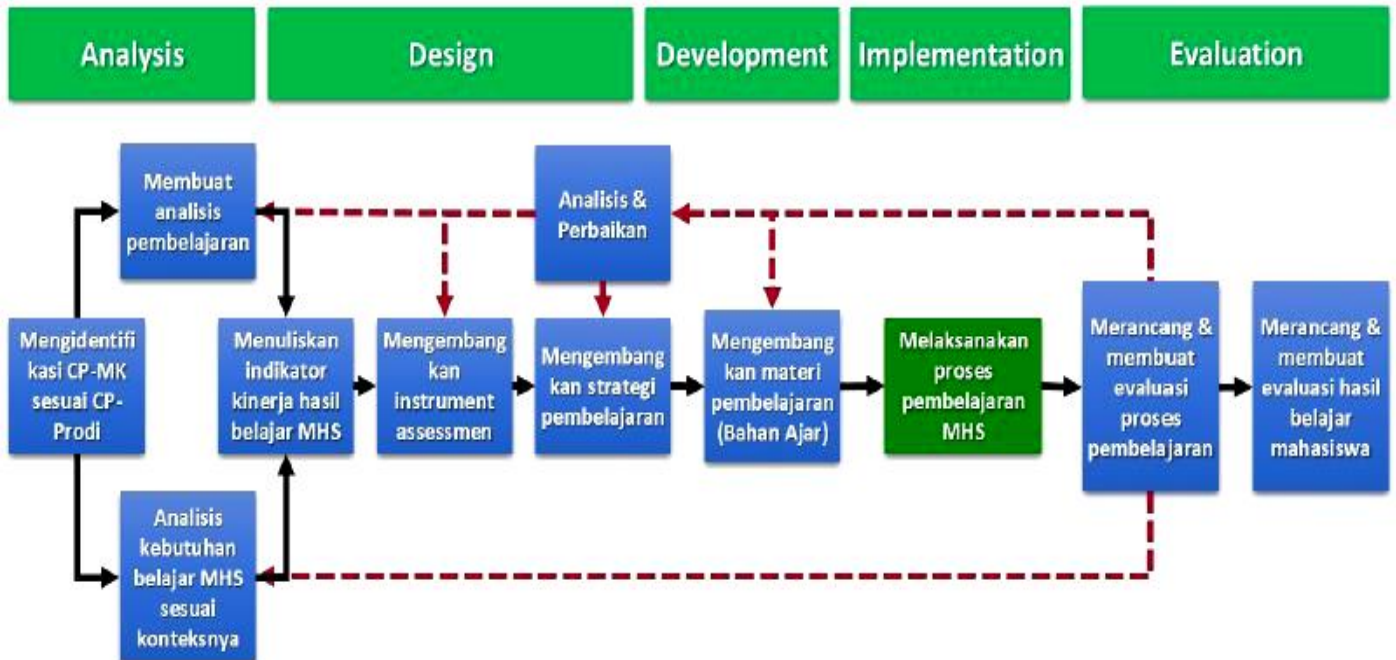 Analysis
Design
Development
Implementation
Evaluation
Membuat
analisis
pembelajaran
Analisis &
Perbaikan
Mengidentifi
kasi CP-MK
sesuai CP-
Prodi
Menuliskan
indikator
kinerja hasil
belajar MHS
Mengembang
kan
instrument
assessmen
Mengembang
kan strategi
pembelajaran
Mengembang
kan materi
pembelajaran
(Bahan Ajar)
Melaksanakan
proses
pembelajaran
MHS
Merancang &
membuat
evaluasi
proses
pembelajaran
Merancang &
membuat
evaluasi hasil
belajar
mahasiswa
Analisis
kebutuhan
belajar MHS
sesuai
konteksnya